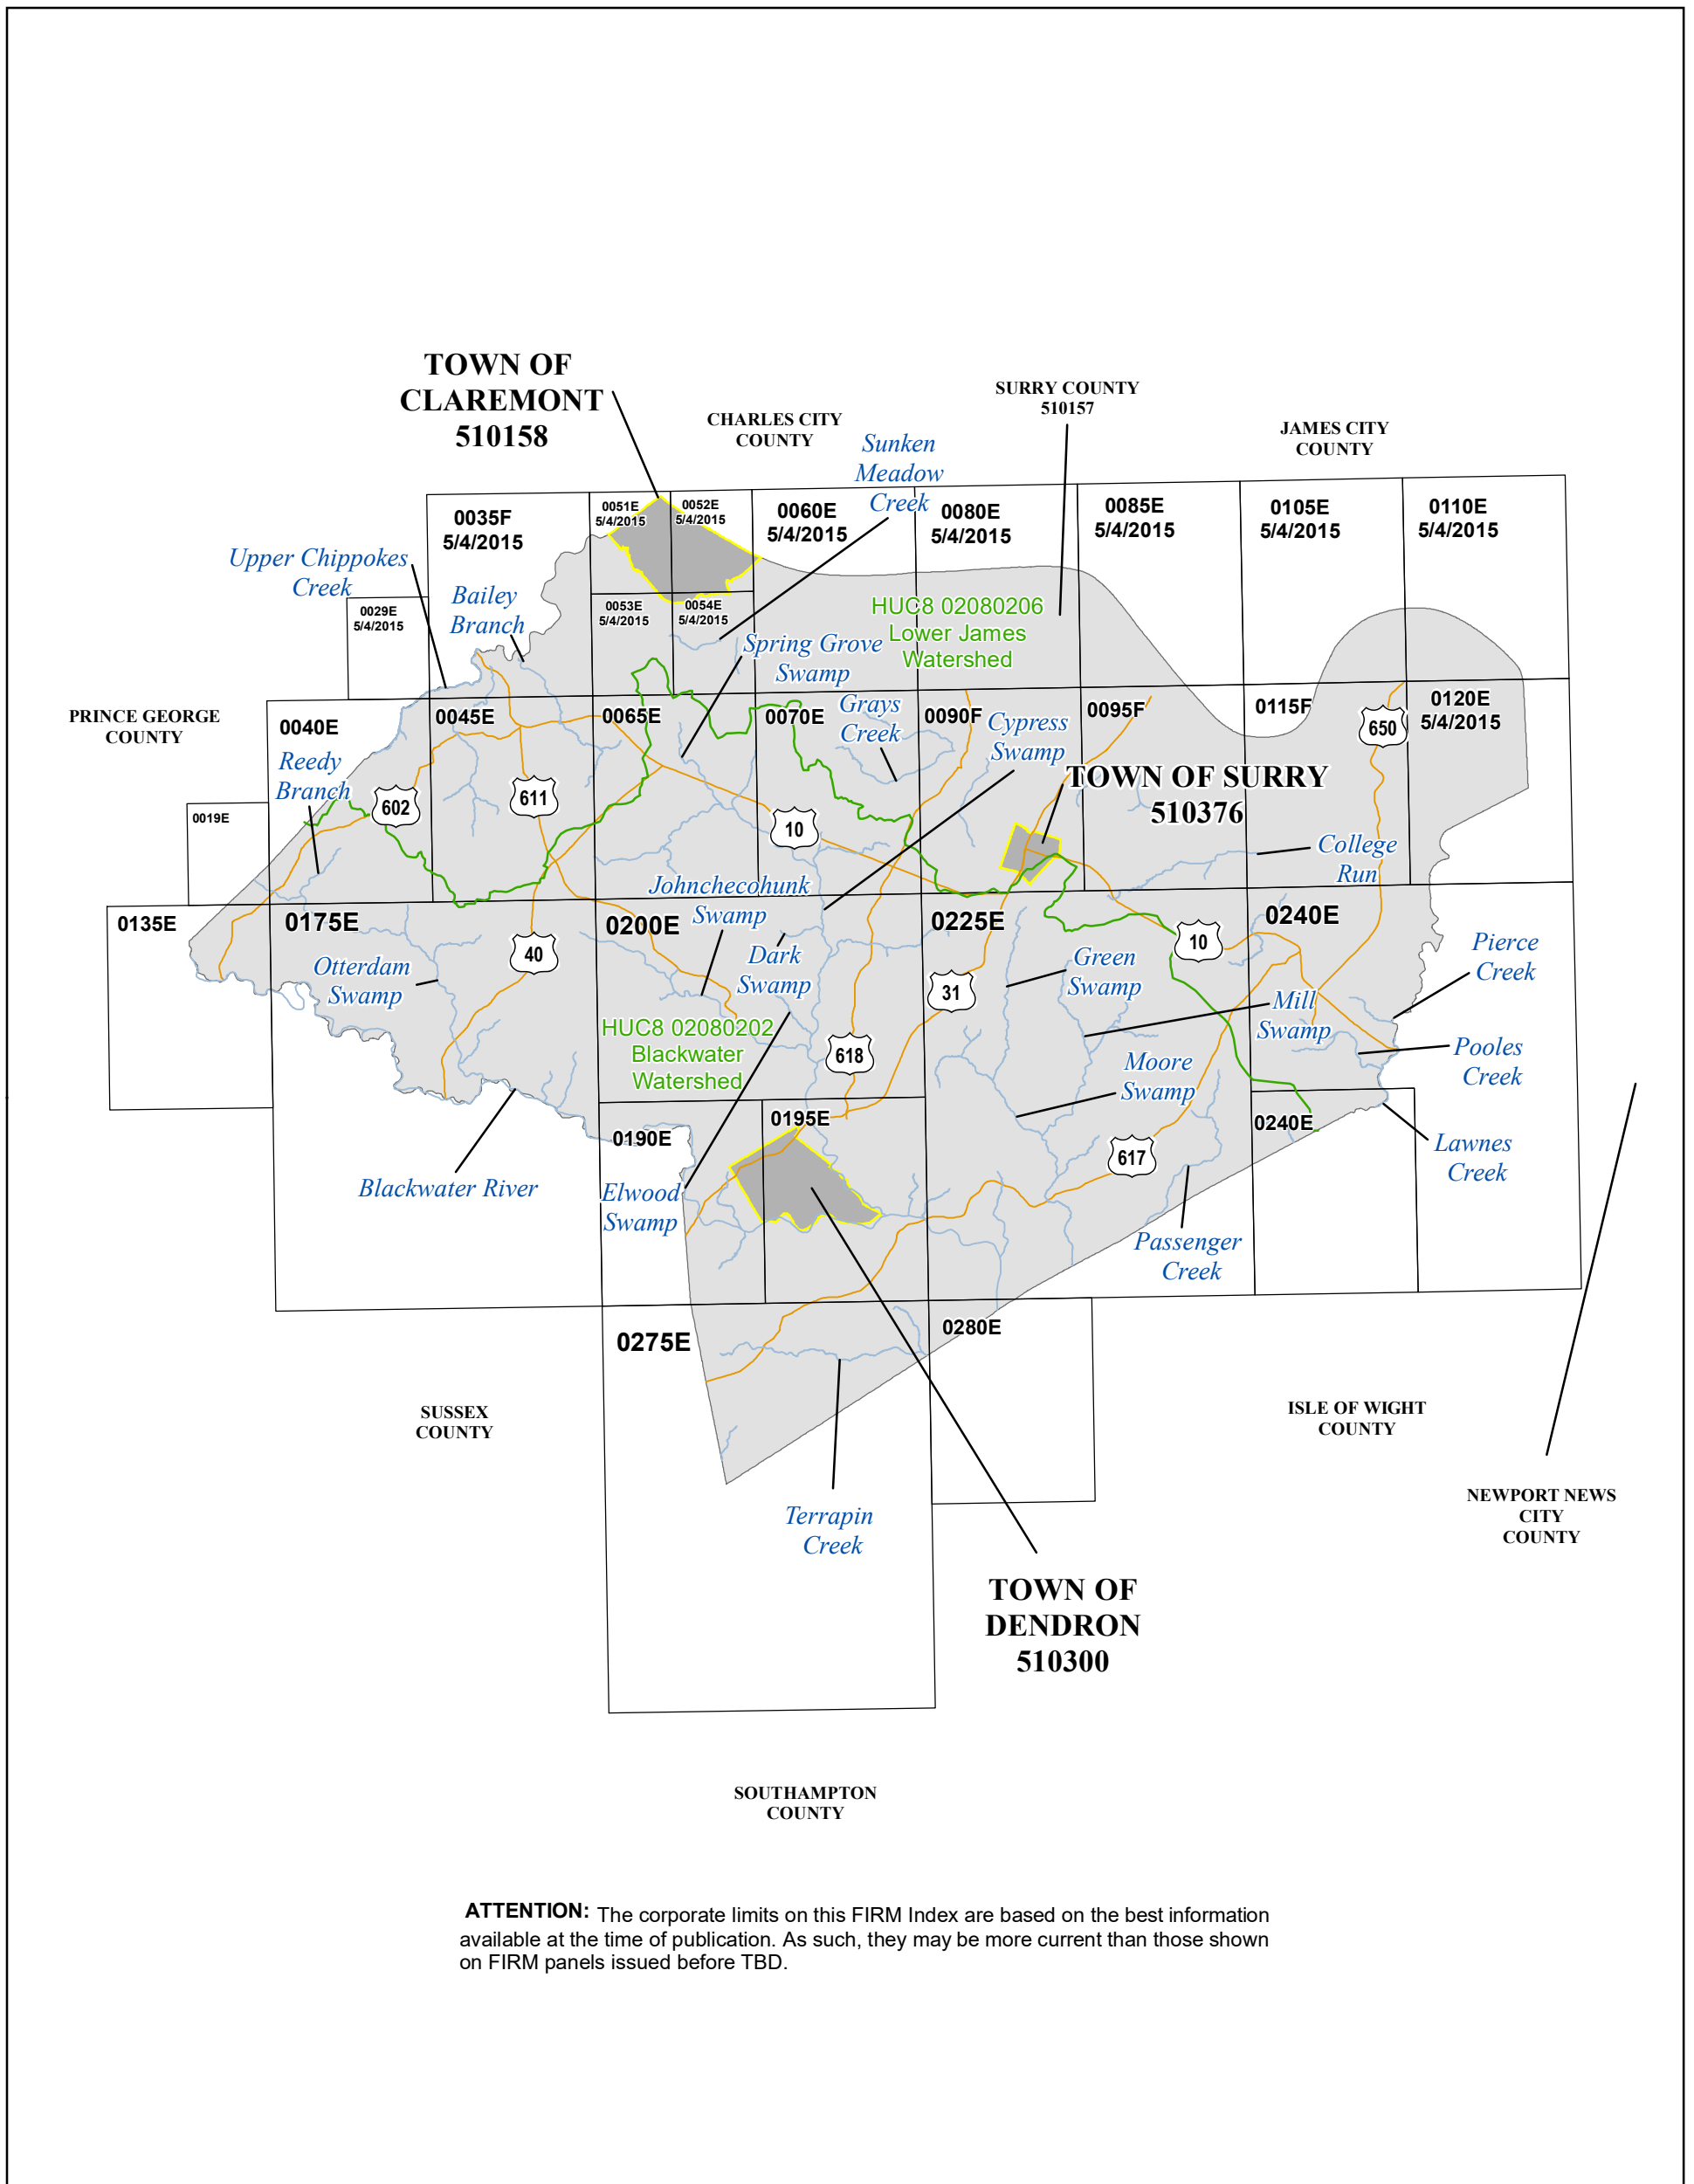 TOWN OF
CLAREMONT
510158
CHARLES CITY
COUNTY
SURRY COUNTY
510157
JAMES CITY
COUNTY
Sunken
Meadow
Creek
0035F
5/4/2015
0051E
5/4/2015
0052E
5/4/2015
0060E
5/4/2015
0080E
5/4/2015
0085E
5/4/2015
0105E
5/4/2015
0110E
5/4/2015
Upper Chippokes
Creek
Bailey
Branch
0029E
5/4/2015
0053E
5/4/2015
0054E
5/4/2015
HUC8 02080206
Lower James
Watershed
Spring Grove
Swamp
PRINCE GEORGE
COUNTY
0040E
0045E
0065E
0070E
Grays
Creek
0090F
Cypress
Swamp
0095F
0115F
650
0120E
5/4/2015
Reedy
Branch
602
611
10
TOWN OF SURRY
510376
0019E
College
Run
Johnchecohunk
Swamp
0135E
0175E
0200E
0225E
0240E
10
Pierce
Creek
Otterdam
Swamp
40
Dark
Swamp
31
Green
Swamp
Mill
Swamp
HUC8 02080202
Blackwater
Watershed
618
Pooles
Creek
Moore
Swamp
0190E
0195E
0240E
617
Lawnes
Creek
Blackwater River
Elwood
Swamp
Passenger
Creek
0275E
0280E
SUSSEX
COUNTY
ISLE OF WIGHT
COUNTY
NEWPORT NEWS
CITY
COUNTY
Terrapin
Creek
TOWN OF
DENDRON
510300
SOUTHAMPTON
COUNTY
ATTENTION: The corporate limits on this FIRM Index are based on the best information
available at the time of publication. As such, they may be more current than those shown
on FIRM panels issued before TBD.